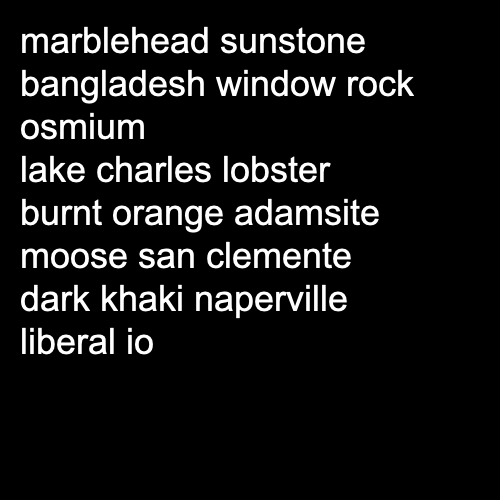 marblehead sunstone
bangladesh window rock
osmium
lake charles lobster
burnt orange adamsite
moose san clemente
dark khaki naperville
liberal io